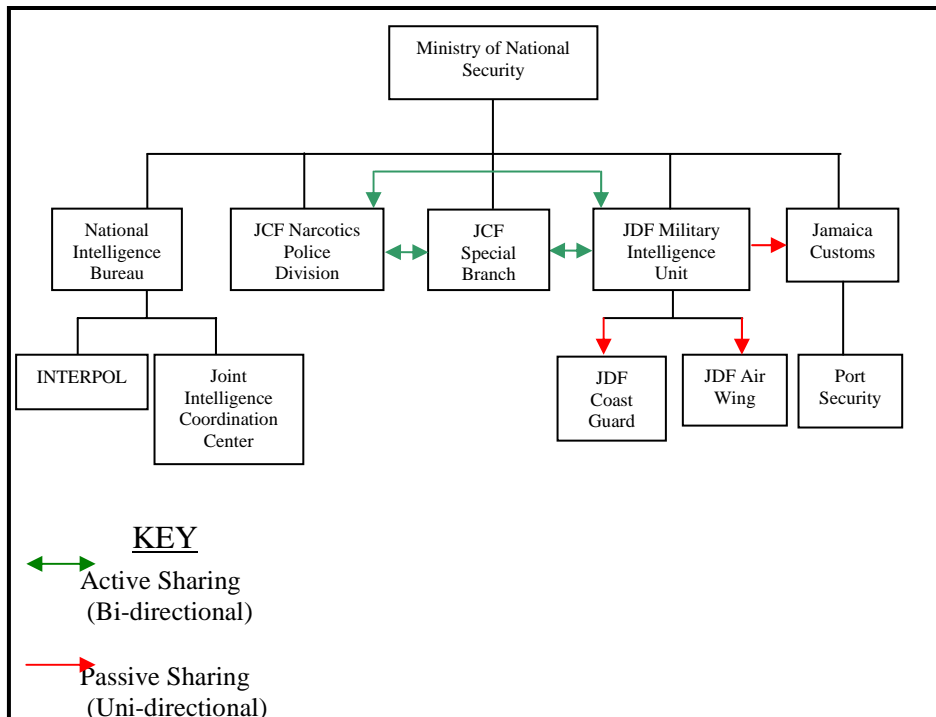 Ministry of National
Security
National
Intelligence
Bureau
JCF Narcotics
Police
Division
JCF
Special
Branch
JDF Military
Intelligence
Unit
Jamaica
Customs
INTERPOL
Joint
Intelligence
Coordination
Center
JDF
Coast
Guard
JDF Air
Wing
Port
Security
KEY
Active Sharing
(Bi-directional)
Passive Sharing
(Uni-directional)